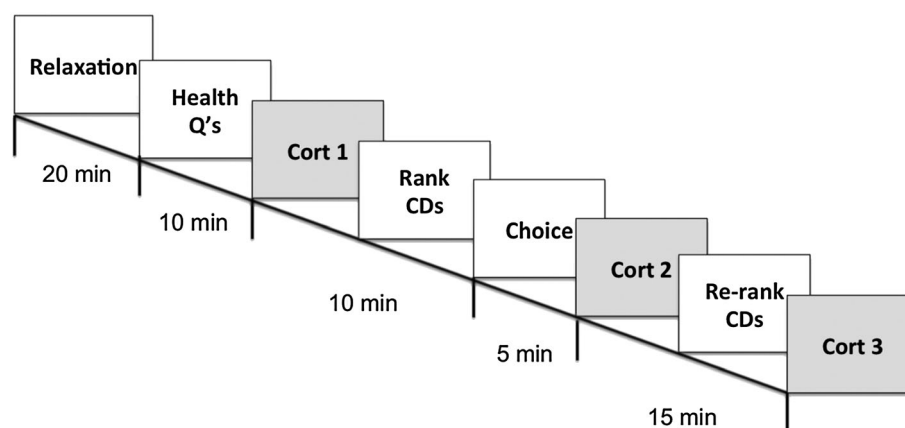 Relaxation
Health
Q's
Cort 1
20 min
Rank
CDs
10 min
Choice
Cort 2
10 min
Re-rank
CDs
5 min
Cort 3
15 min